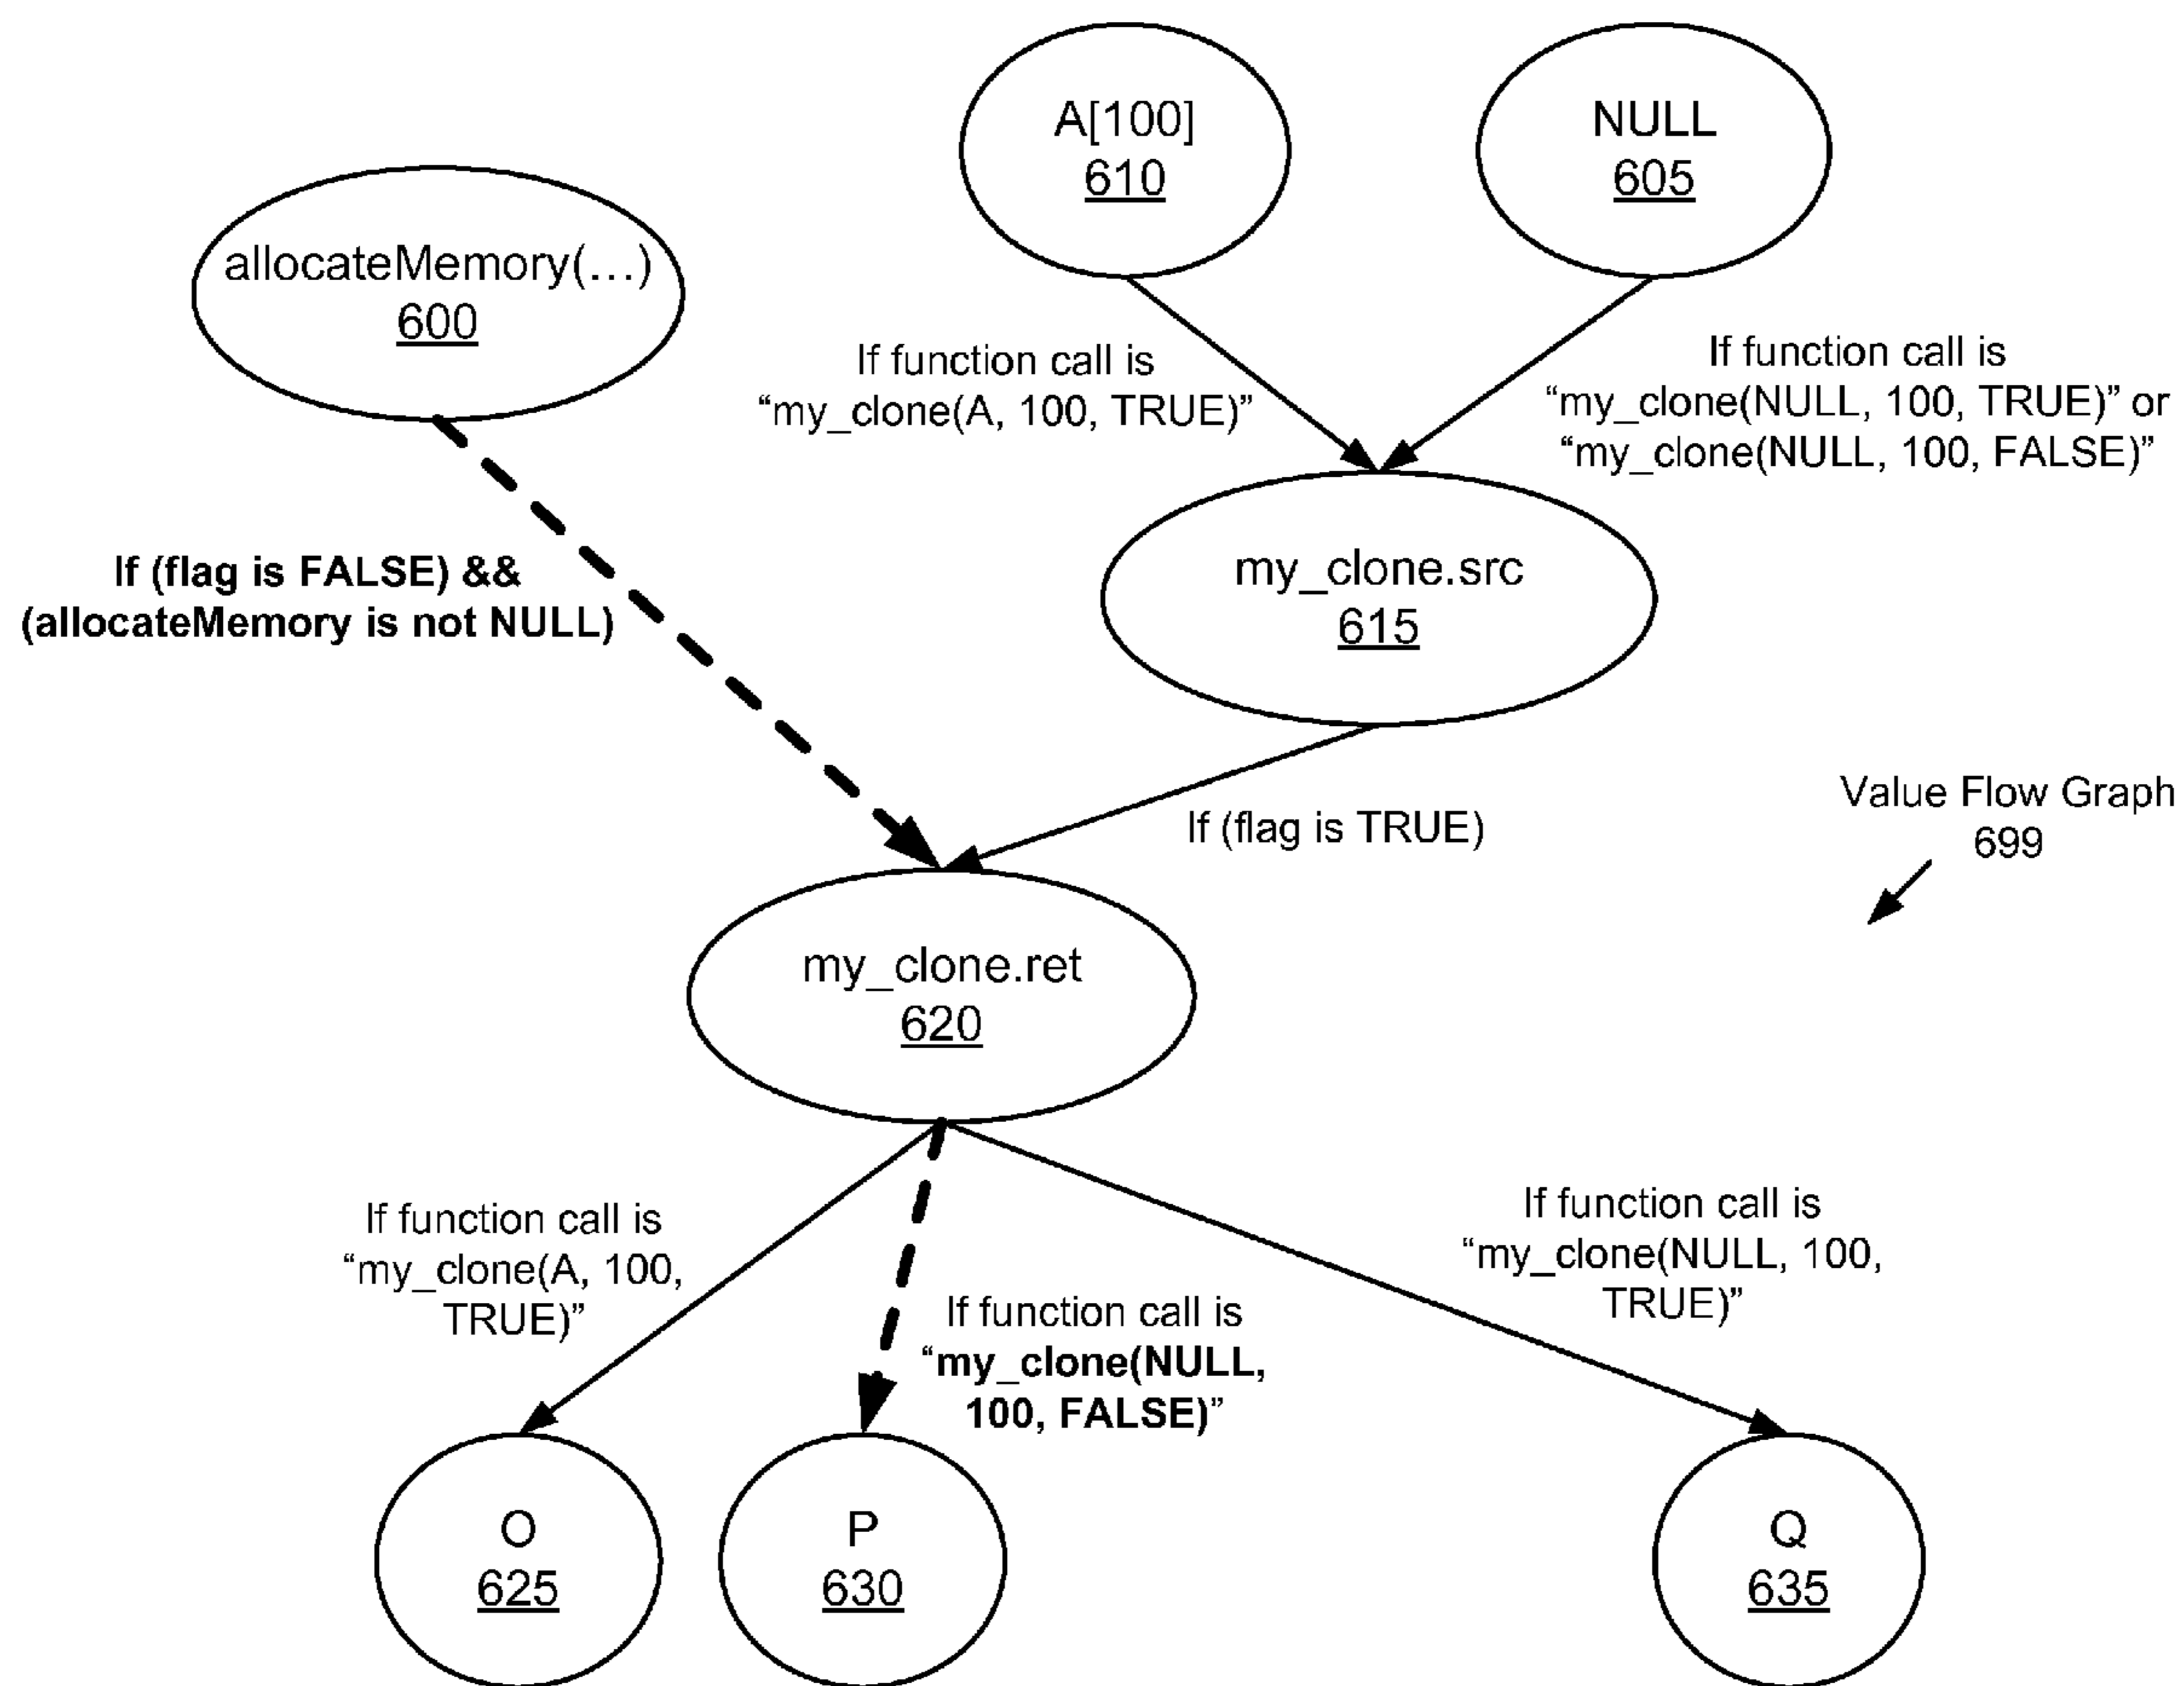 A[100]
610
NULL
605
allocateMemory(...)
600
If function call is
“my_clone(A, 100, TRUE)”
If function call is
“my_clone(NULL, 100, TRUE)” or
“my_clone(NULL, 100, FALSE)”
If (flag is FALSE) &&
(allocateMemory is not NULL)
my_clone.src
615
If (flag is TRUE)
Value Flow Graph
699
my_clone.ret
620
If function call is
“my_clone(A, 100,
TRUE)”
If function call is
“my_clone(NULL,
100, FALSE)”
If function call is
“my_clone(NULL, 100,
TRUE)”
O
625
P
630
Q
635